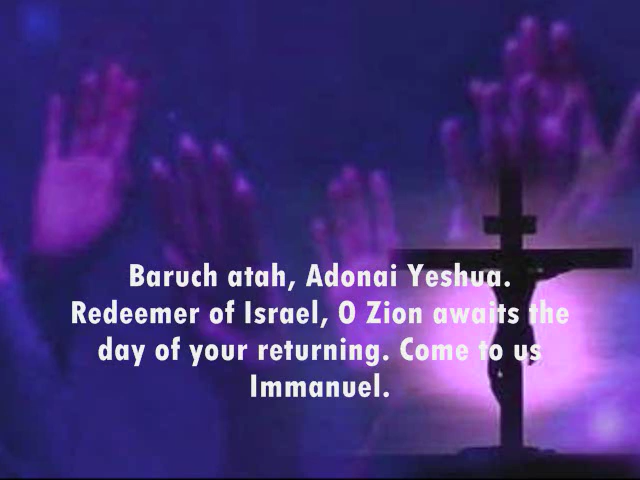 Baruch atah, Adonai Yeshua.
Redeemer of Israel, O Zion awaits the
day of your returning. Come to us
Immanuel.